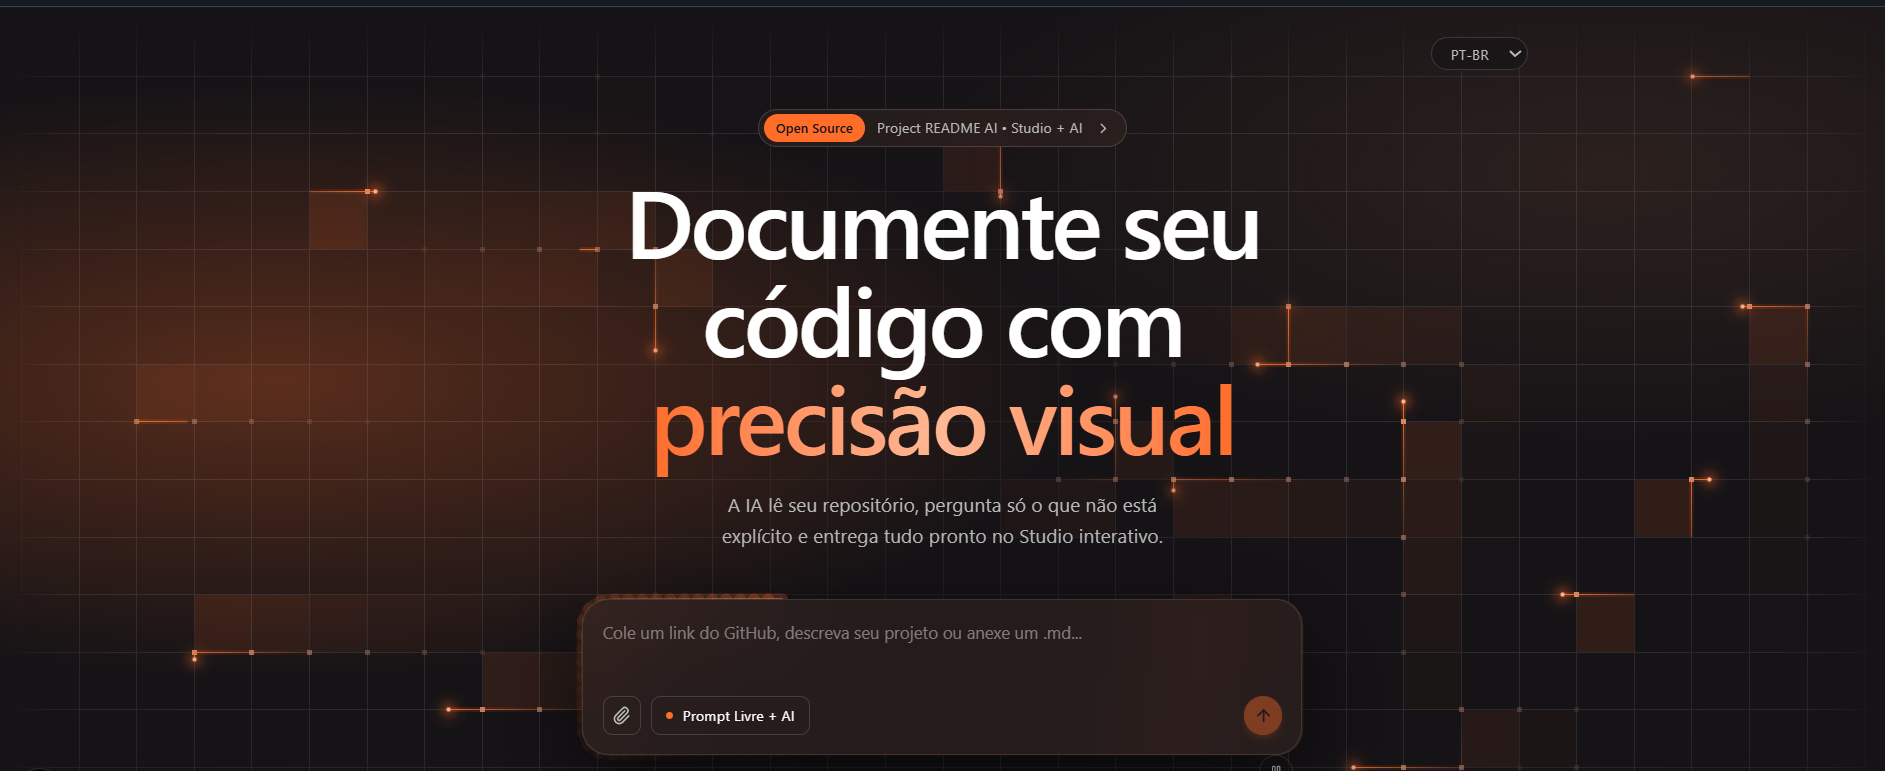 PT-BR
Open Source Project README AI • Studio + AI
Documente seu
código com
precisão visual
A IA lê seu repositório, pergunta só o que não está
explícito e entrega tudo pronto no Studio interativo.
Cole um link do GitHub, descreva seu projeto ou anexe um .md...
Prompt Livre + AI